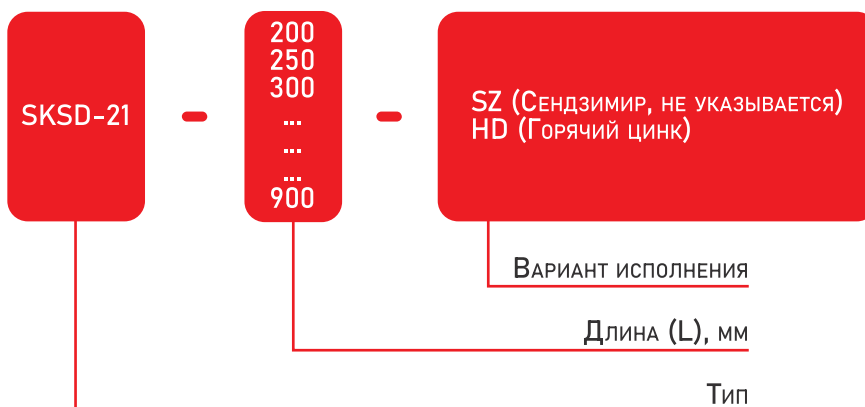 SKSD-21
-
200
250
300
...
...
...
900
-
SZ (Сендзимир, не указывается)
HD (Горячий цинк)
Вариант исполнения
Длина (L), мм
Тип